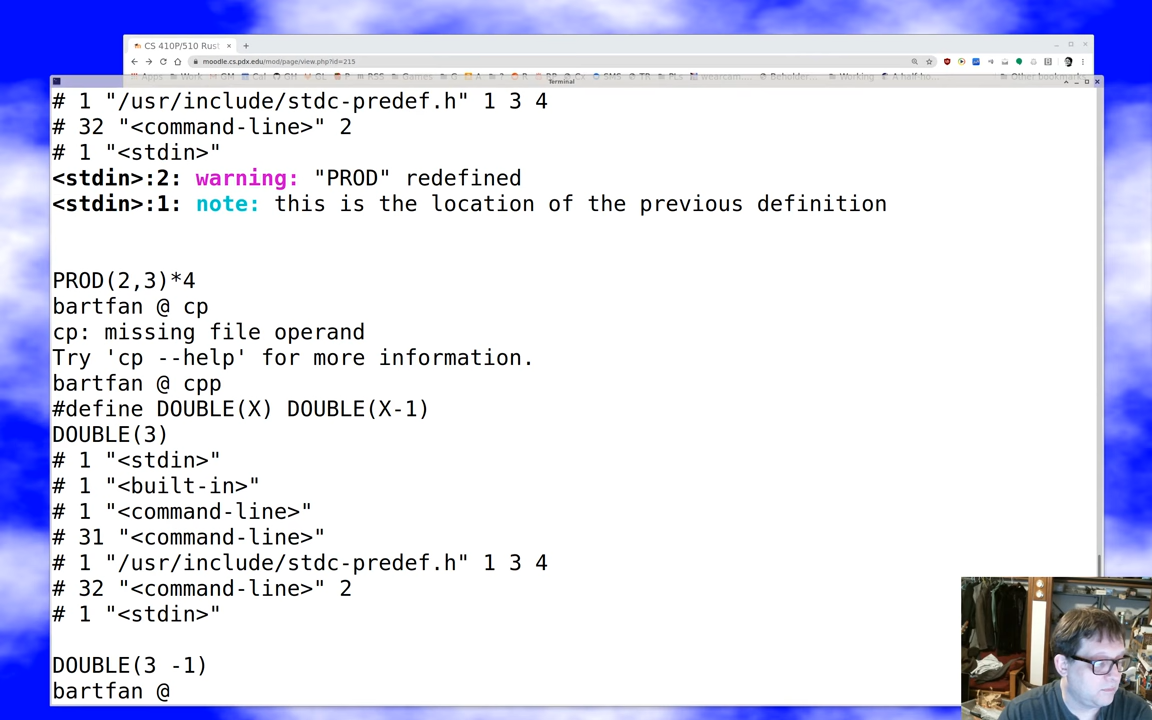 CS 410P/510 Rust
moodle.cs.pdx.edu/mod/page/view.php?id=215
Terminal
# 1 "/usr/include/stdc-predef.h" 1 3 4
# 32 "<command-line>" 2
# 1 "<stdin>"
<stdin>:2: warning: "PROD" redefined
<stdin>:1: note: this is the location of the previous definition
PROD(2,3)*4
bartfan @ cp
cp: missing file operand
Try 'cp --help' for more information.
bartfan @ cpp
#define DOUBLE(X) DOUBLE(X-1)
DOUBLE(3)
# 1 "<stdin>"
# 1 "<built-in>"
# 1 "<command-line>"
# 31 "<command-line>"
# 1 "/usr/include/stdc-predef.h" 1 3 4
# 32 "<command-line>" 2
# 1 "<stdin>"
DOUBLE(3 -1)
bartfan @